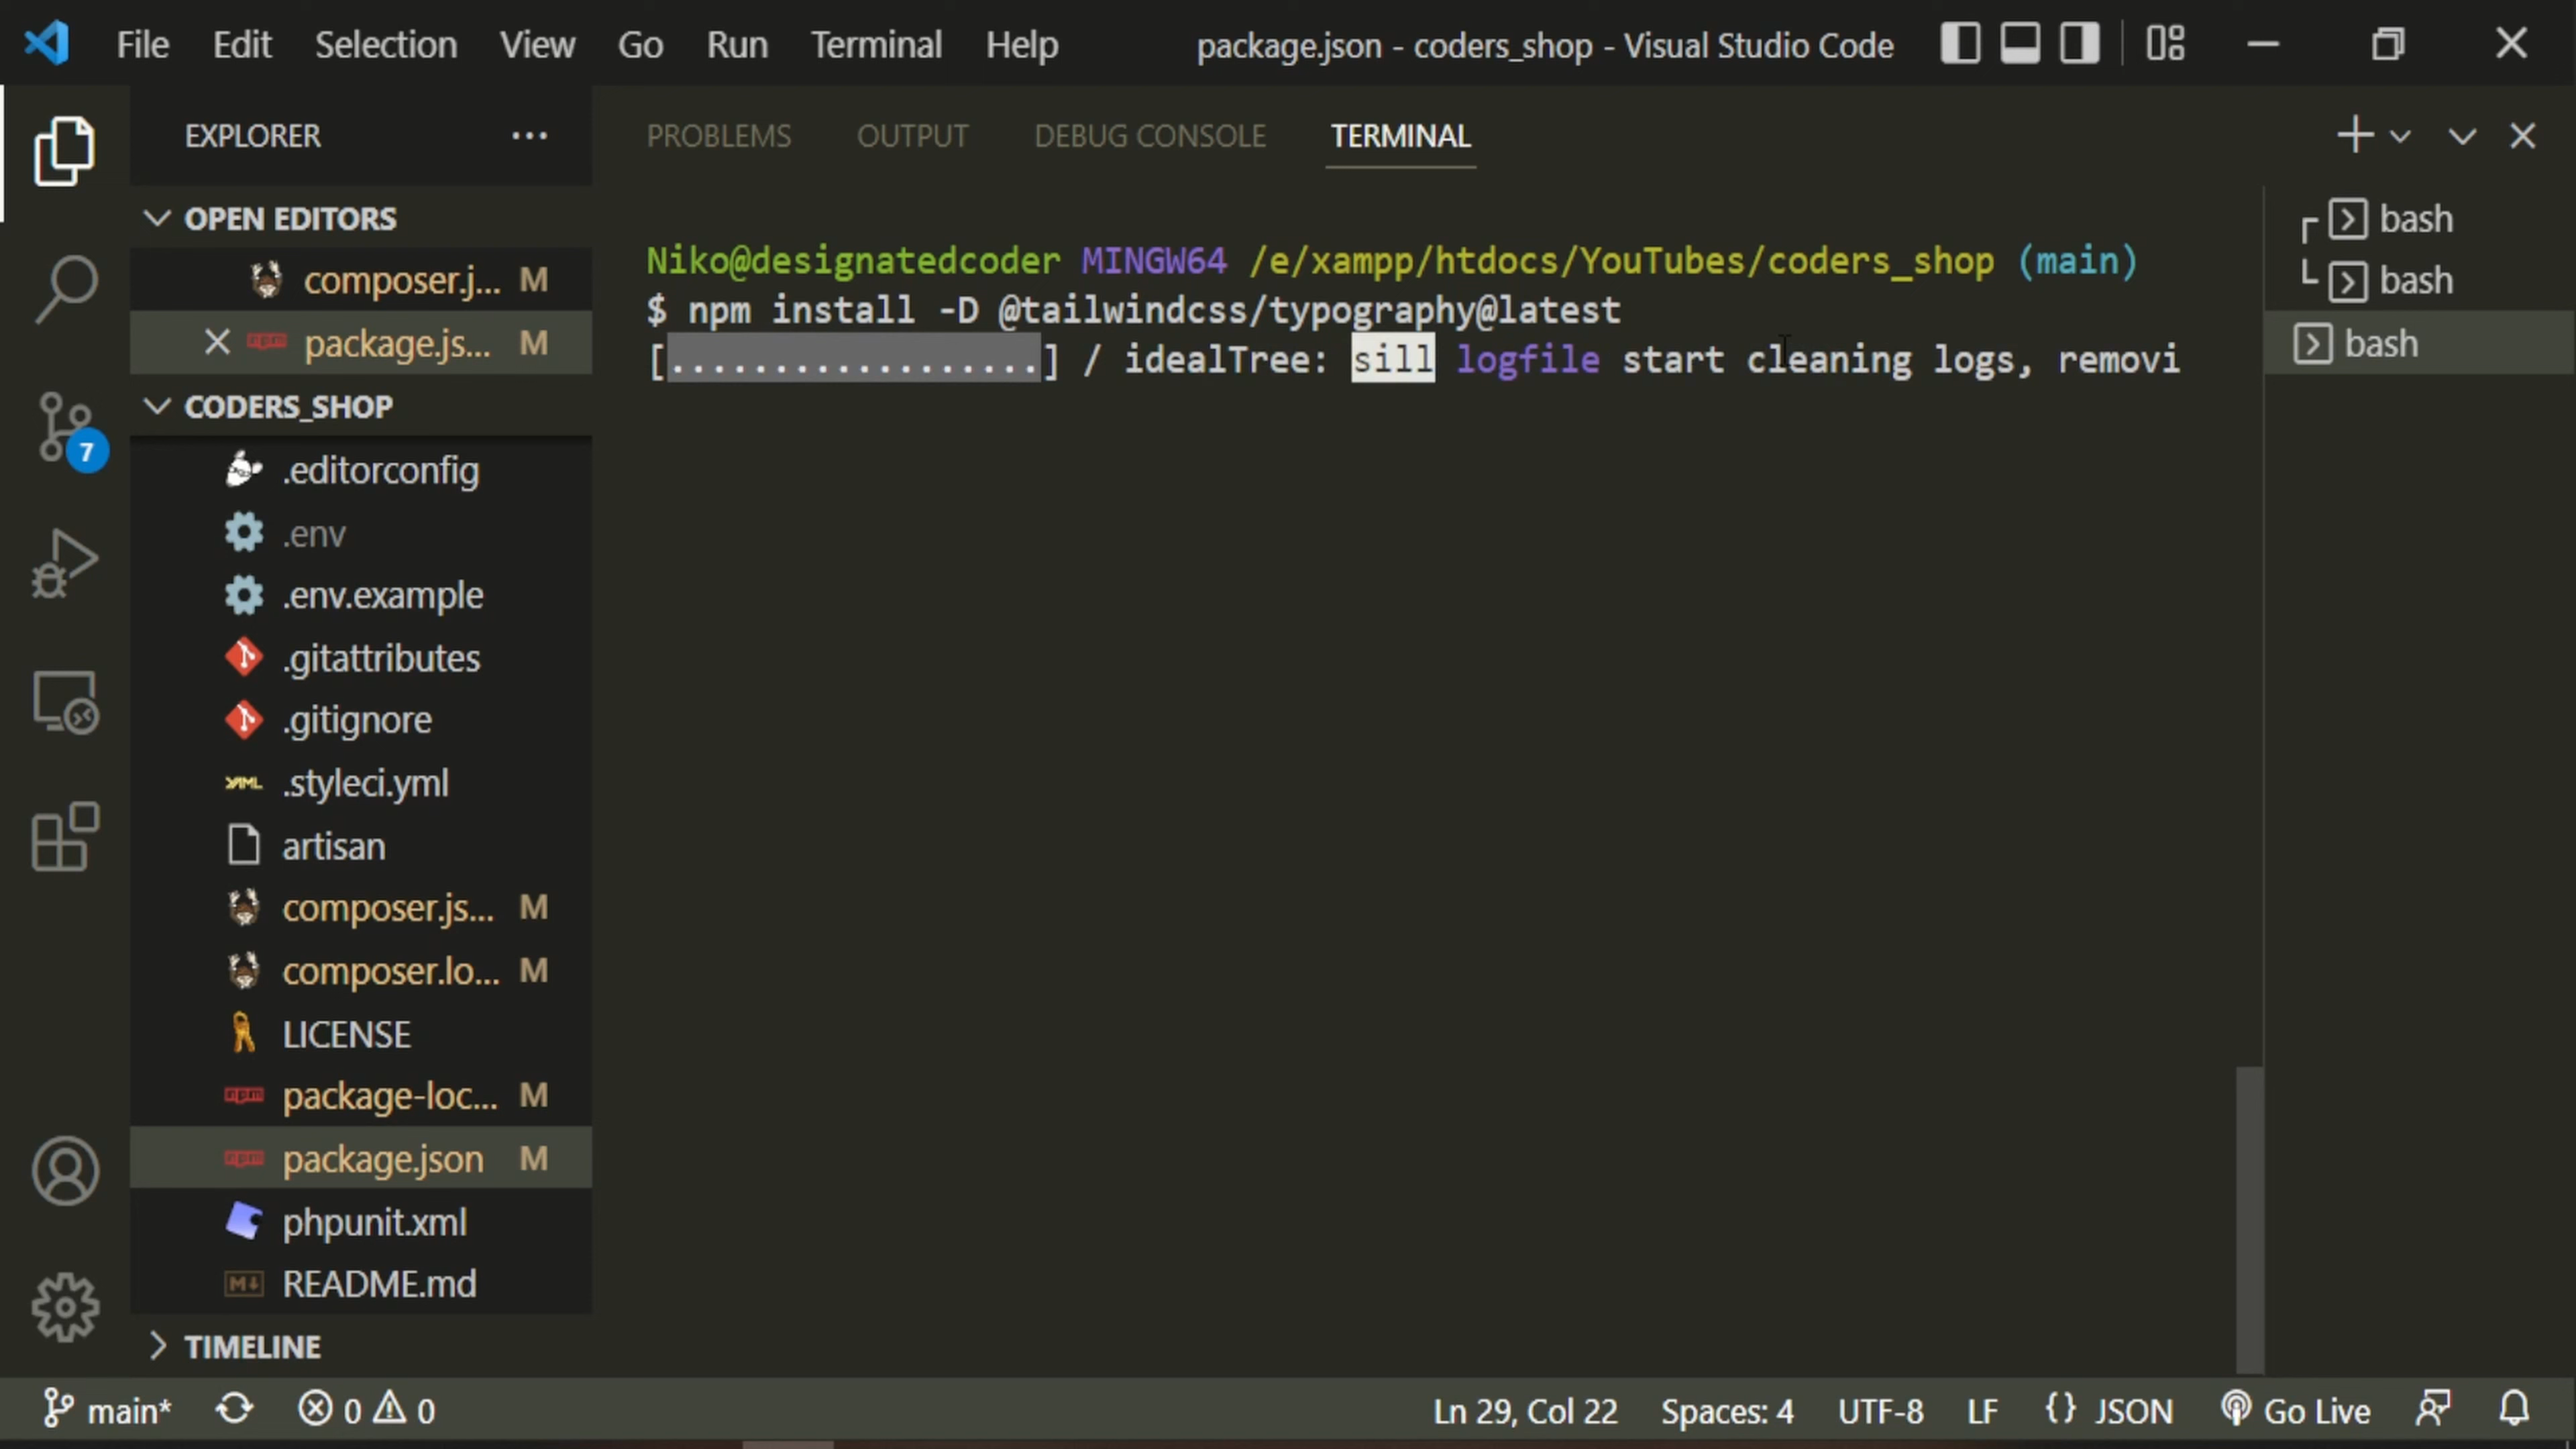 File Edit Selection View Go Run Terminal Help package.json - coders_shop - Visual Studio Code
EXPLORER
PROBLEMS OUTPUT DEBUG CONSOLE TERMINAL
OPEN EDITORS
composer.j... M
package.js... M
CODERS_SHOP
.editorconfig
.env
.env.example
.gitattributes
.gitignore
.styleci.yml
artisan
composer.js... M
composer.lo... M
LICENSE
package-loc... M
package.json M
phpunit.xml
README.md
TIMELINE
7
Niko@designatedcoder MINGW64 /e/xampp/htdocs/YouTubes/coders_shop (main)
$ npm install -D @tailwindcss/typography@latest
[..................] / idealTree: sill logfile start cleaning logs, removi
bash
bash
bash
main* 0 0 Ln 29, Col 22 Spaces: 4 UTF-8 LF {} JSON Go Live